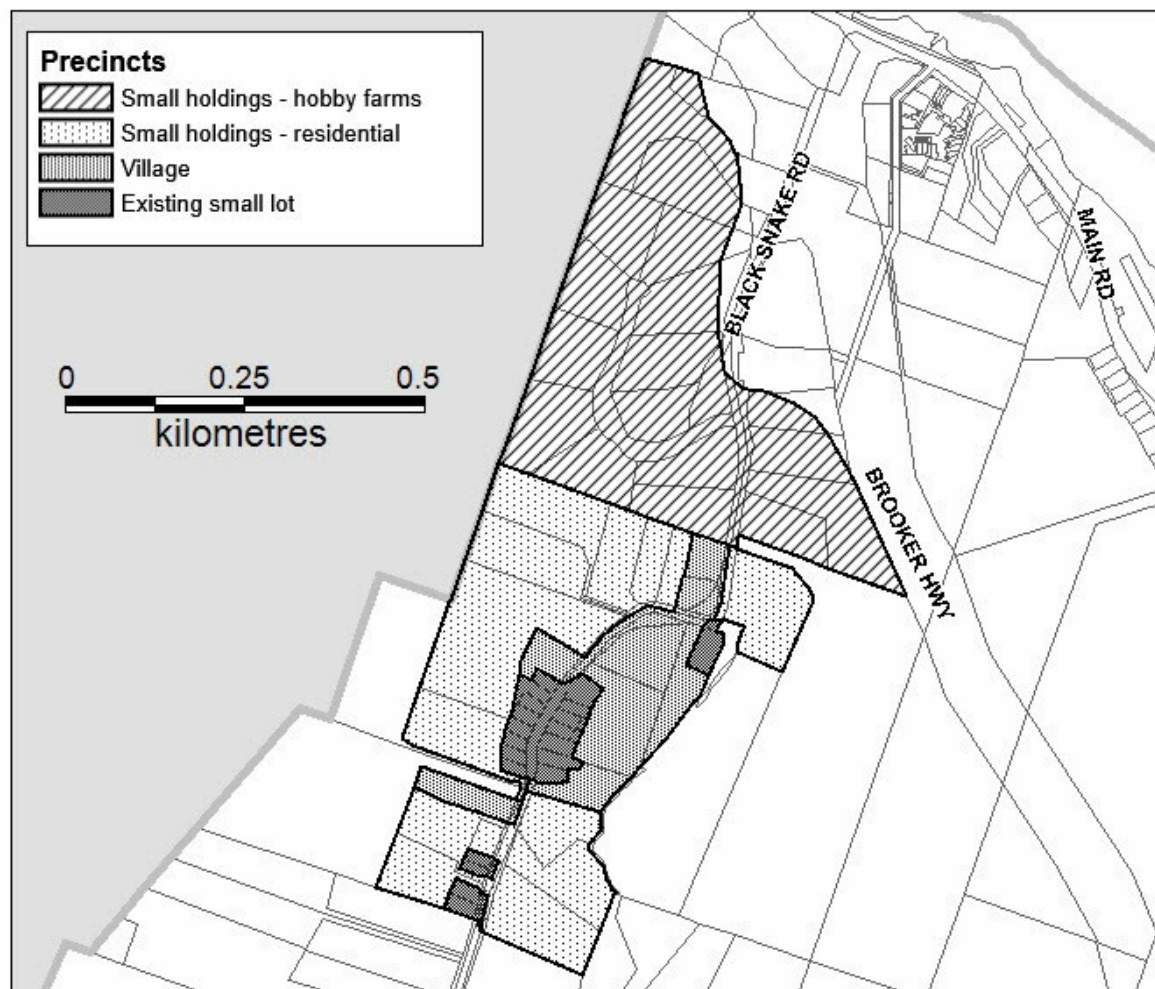 Precincts
Small holdings - hobby farms
Small holdings - residential
Village
Existing small lot
0 0.25 0.5
kilometres
BLACK SNAKE RD
MAIN RD
BROOKER HWY